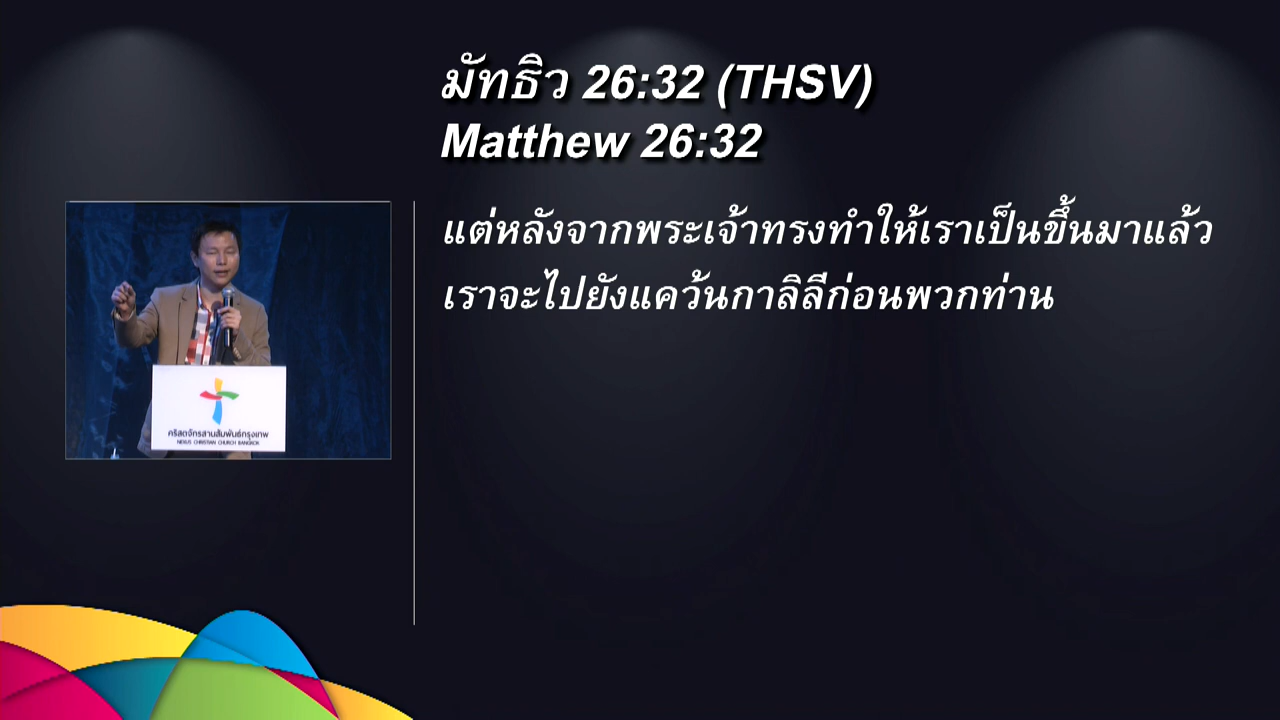 มัทธิว 26:32 (THSV)
Matthew 26:32
แต่หลังจากพระเจ้าทรงทำให้เราเป็นขึ้นมาแล้ว
เราจะไปยังแคว้นกาลิลีก่อนพวกท่าน
คริสตจักรสานสัมพันธ์กรุงเทพ
NEXUS CHRISTIAN CHURCH BANGKOK